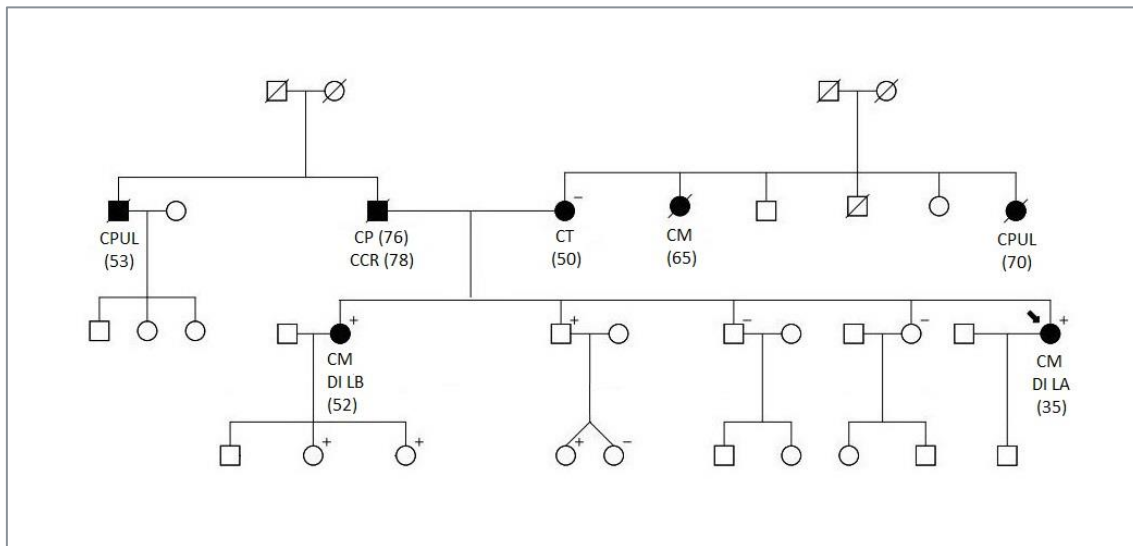 −
CPUL
(53)
CP (76)
CCR (78)
CT
(50)
CM
(65)
CPUL
(70)
+
+
−
−
+
CM
DI LB
(52)
CM
DI LA
(35)
+
+
+
−